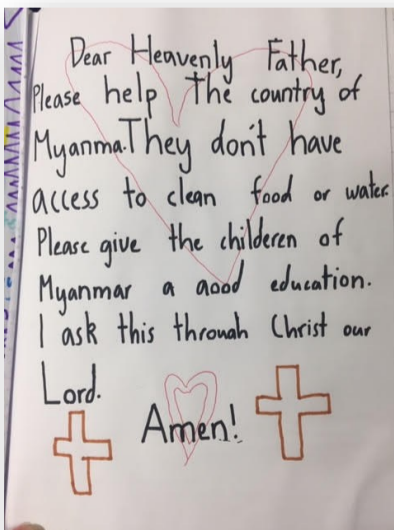 Dear Heavenly Father,
Please help the country of
Myanma.They don't have
access to clean food or water.
Please give the childeren of
Myanmar a aood education.
I ask this through Christ our
Lord.
Amen!